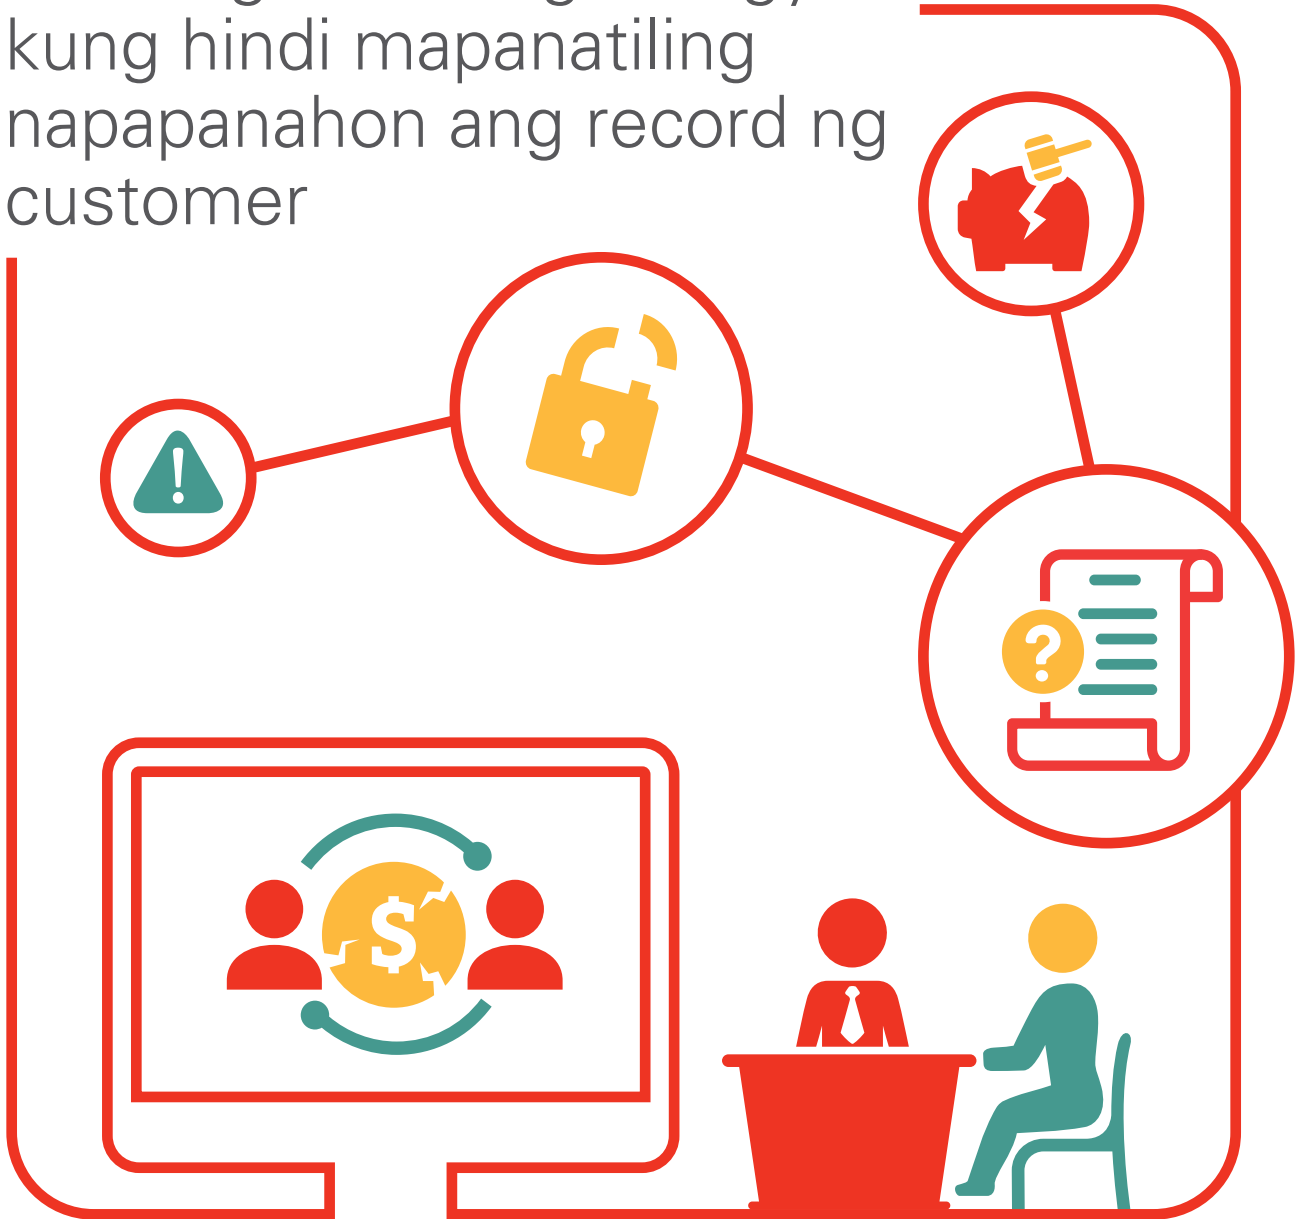 kung hindi mapanatiling
napapanahon ang record ng
customer
?
$
!